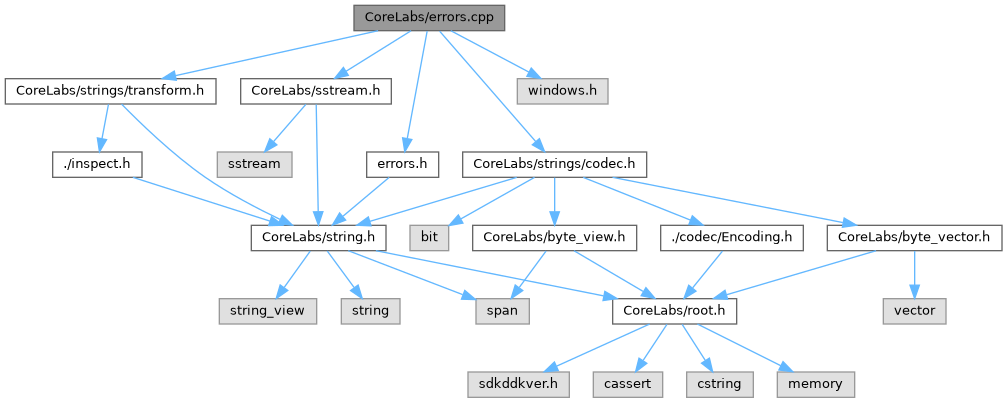 CoreLabs/errors.cpp
CoreLabs/strings/transform.h
CoreLabs/sstream.h
windows.h
./inspect.h
sstream
errors.h
CoreLabs/strings/codec.h
CoreLabs/string.h
bit
CoreLabs/byte_view.h
./codec/Encoding.h
CoreLabs/byte_vector.h
string_view
string
span
CoreLabs/root.h
vector
sdkddkver.h
cassert
cstring
memory